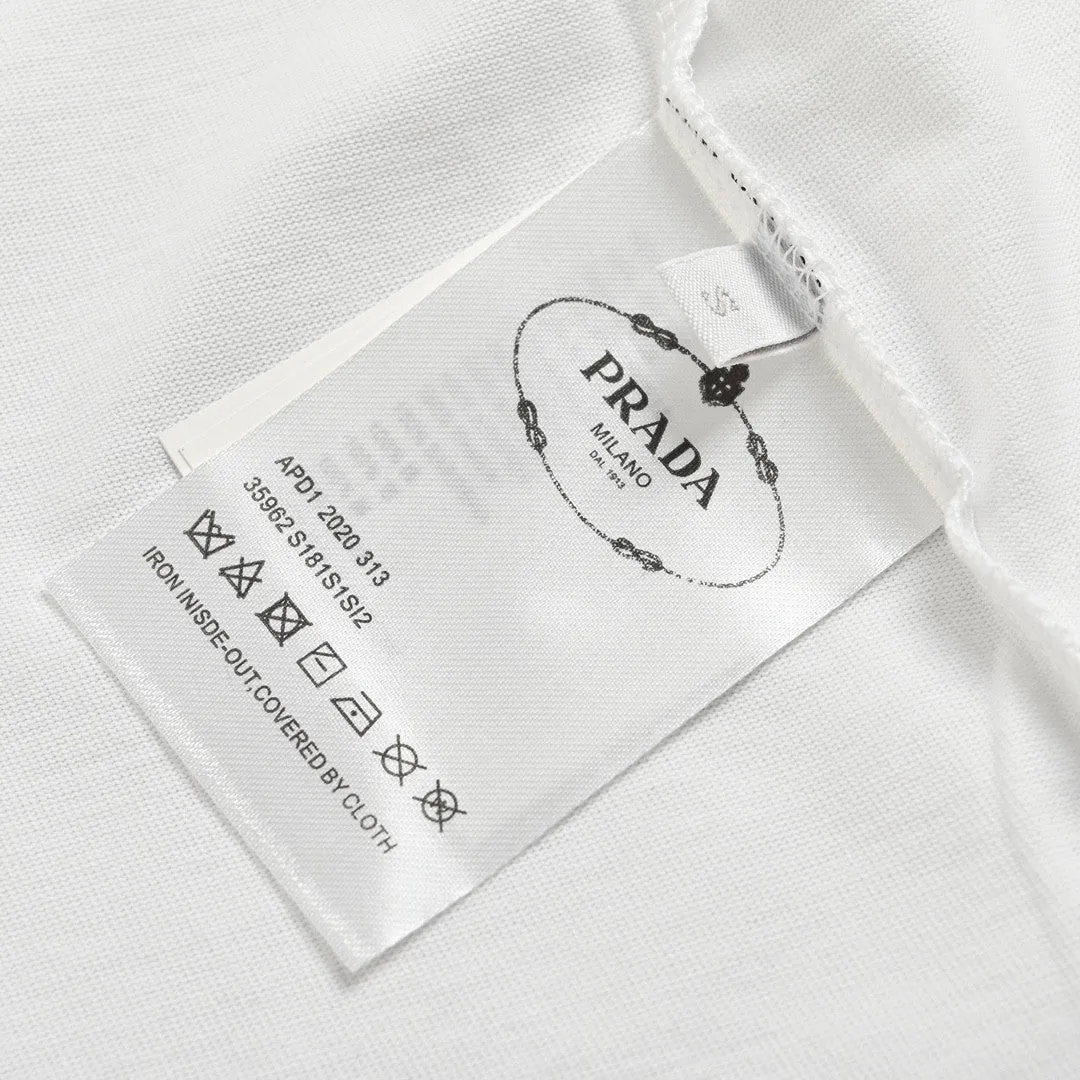 S
PRADA
MILANO
DAL 1913
APD1 2020 313
35962 S181S1SI2
IRON INISDE-OUT,COVERED BY CLOTH